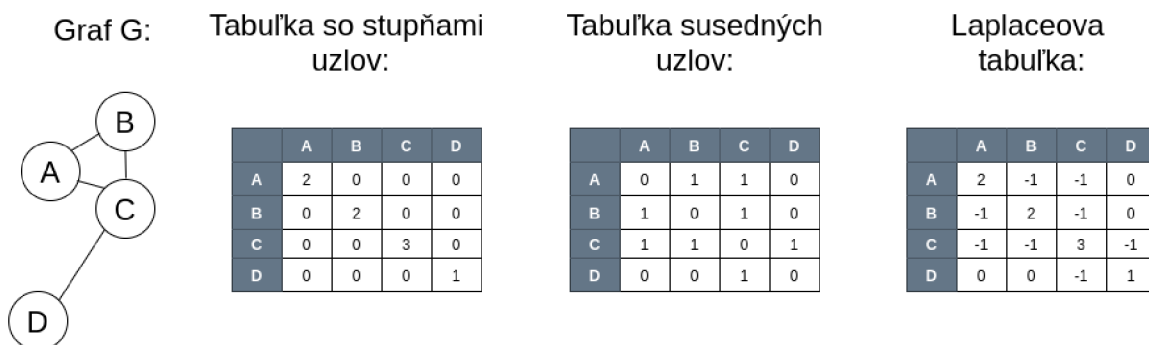 Graf G:
Tabuľka so stupňami
uzlov:
Tabuľka susedných
uzlov:
Laplaceova
tabuľka:
B
A
C
D
A B C D
A 2 0 0 0
B 0 2 0 0
C 0 0 3 0
D 0 0 0 1
A B C D
A 0 1 1 0
B 1 0 1 0
C 1 1 0 1
D 0 0 1 0
A B C D
A 2 -1 -1 0
B -1 2 -1 0
C -1 -1 3 -1
D 0 0 -1 1